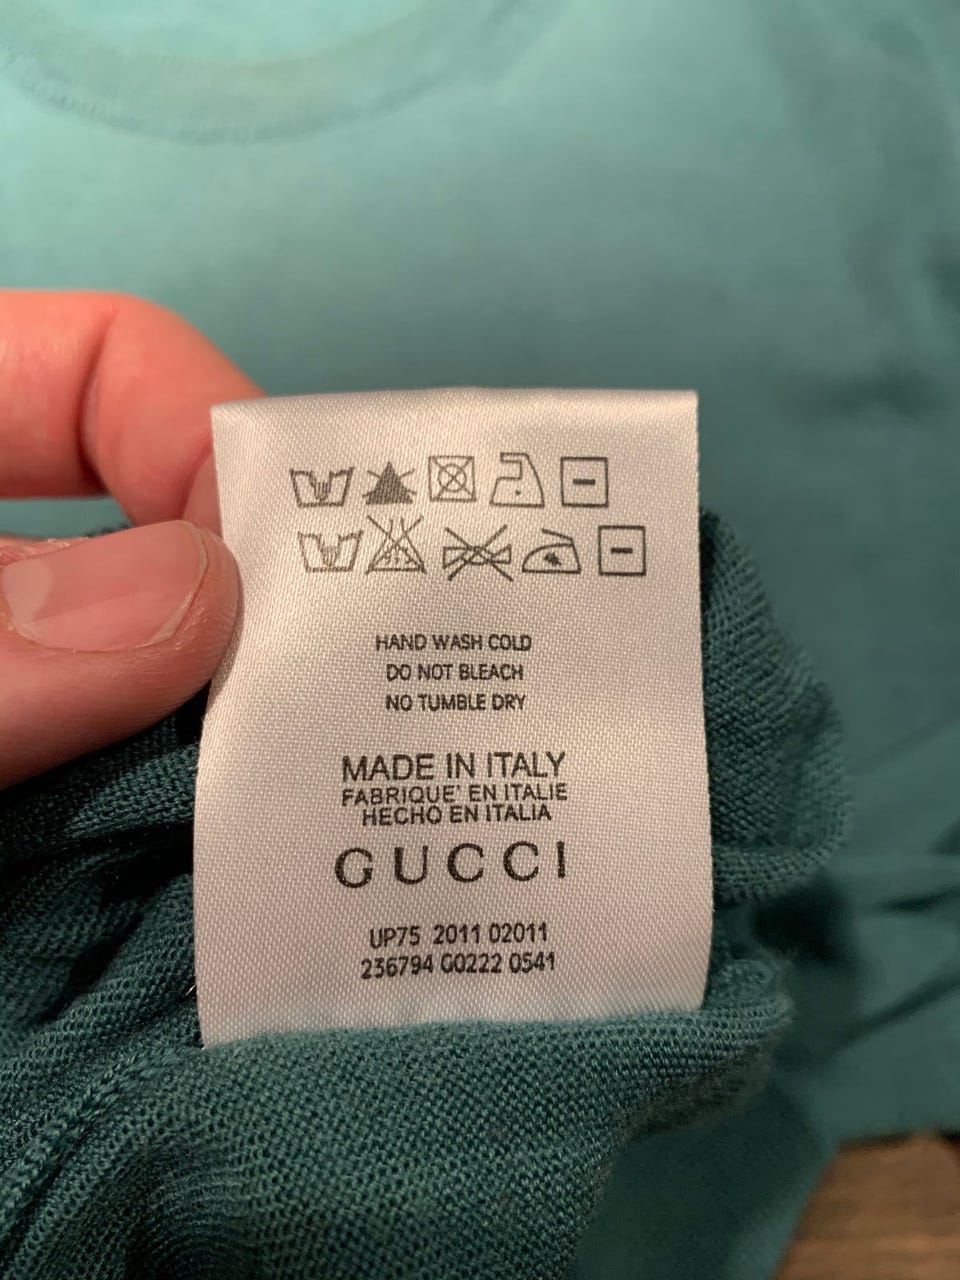 HAND WASH COLD
DO NOT BLEACH
NO TUMBLE DRY
MADE IN ITALY
FABRIQUE' EN ITALIE
HECHO EN ITALIA
GUCCI
UP75 2011 02011
236794 G0222 0541